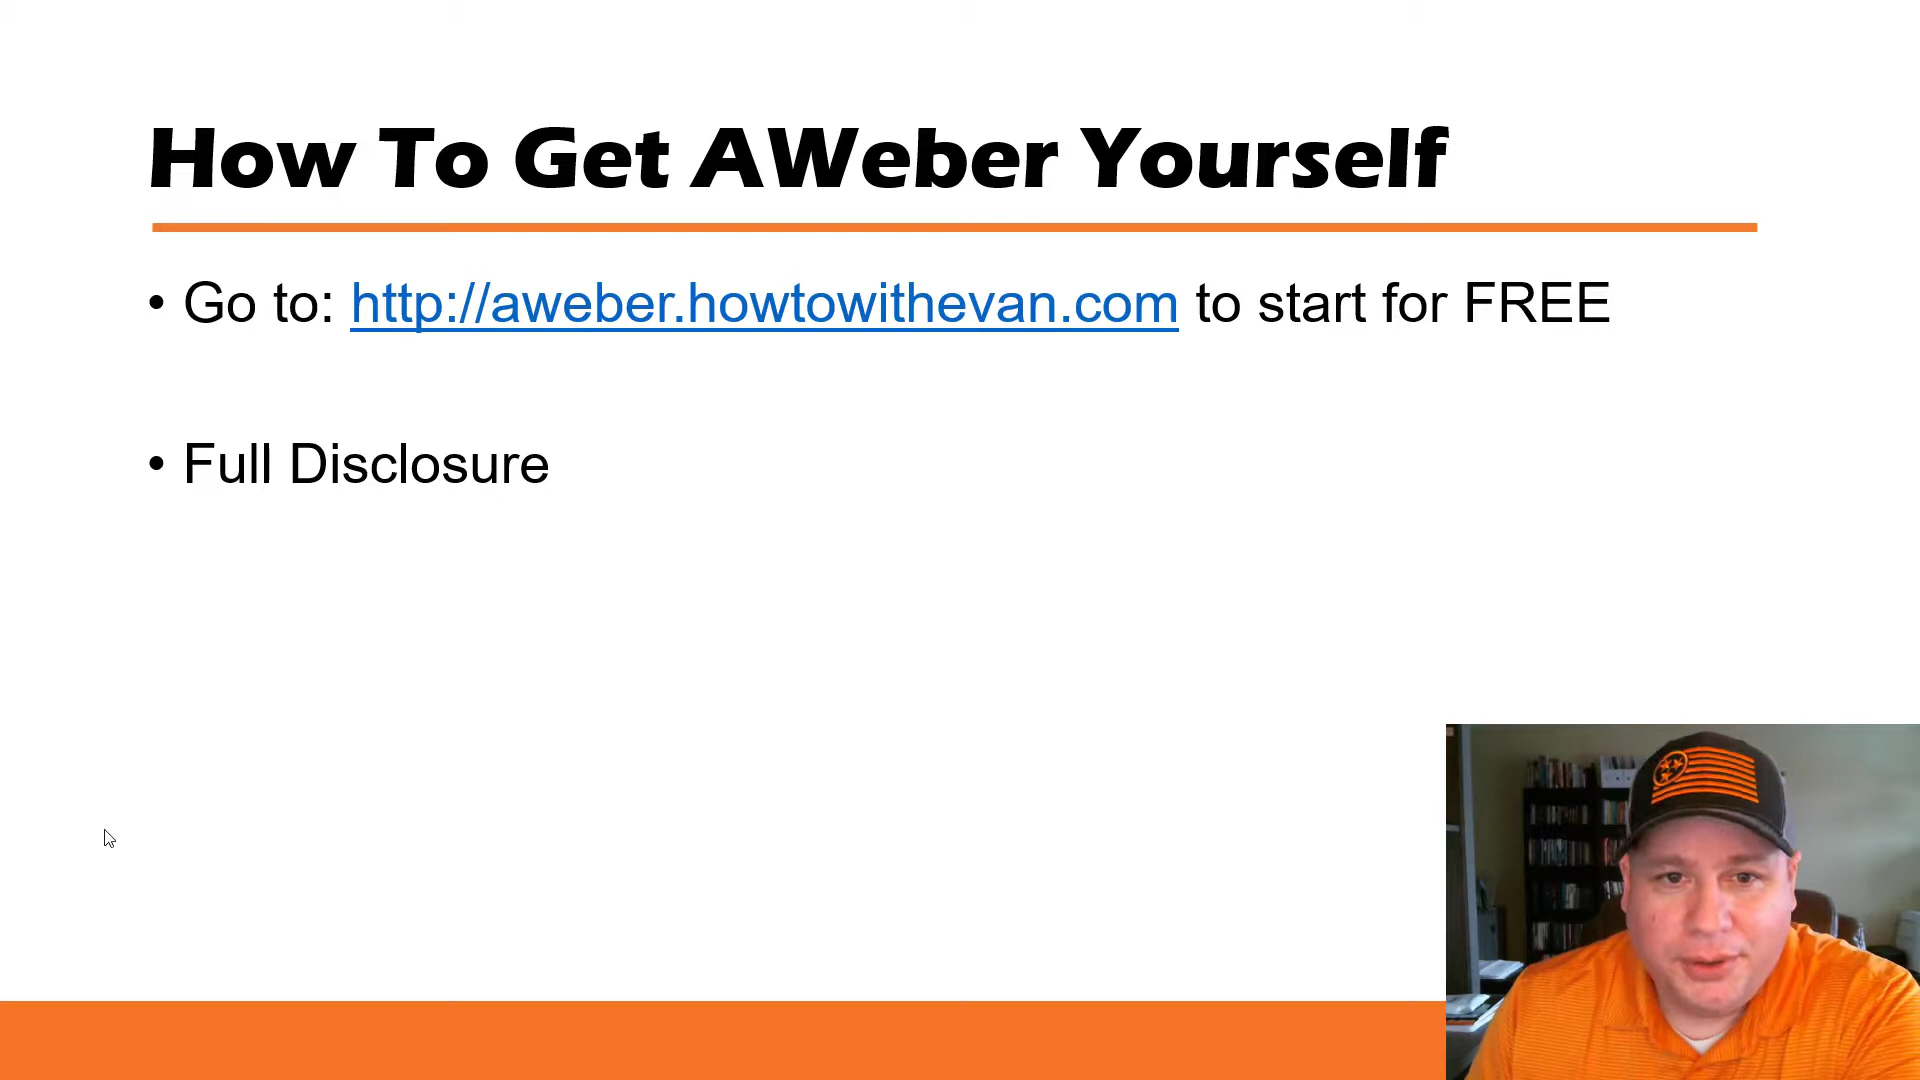 How To Get AWeber Yourself
• Go to: http://aweber.howtowithevan.com to start for FREE
• Full Disclosure